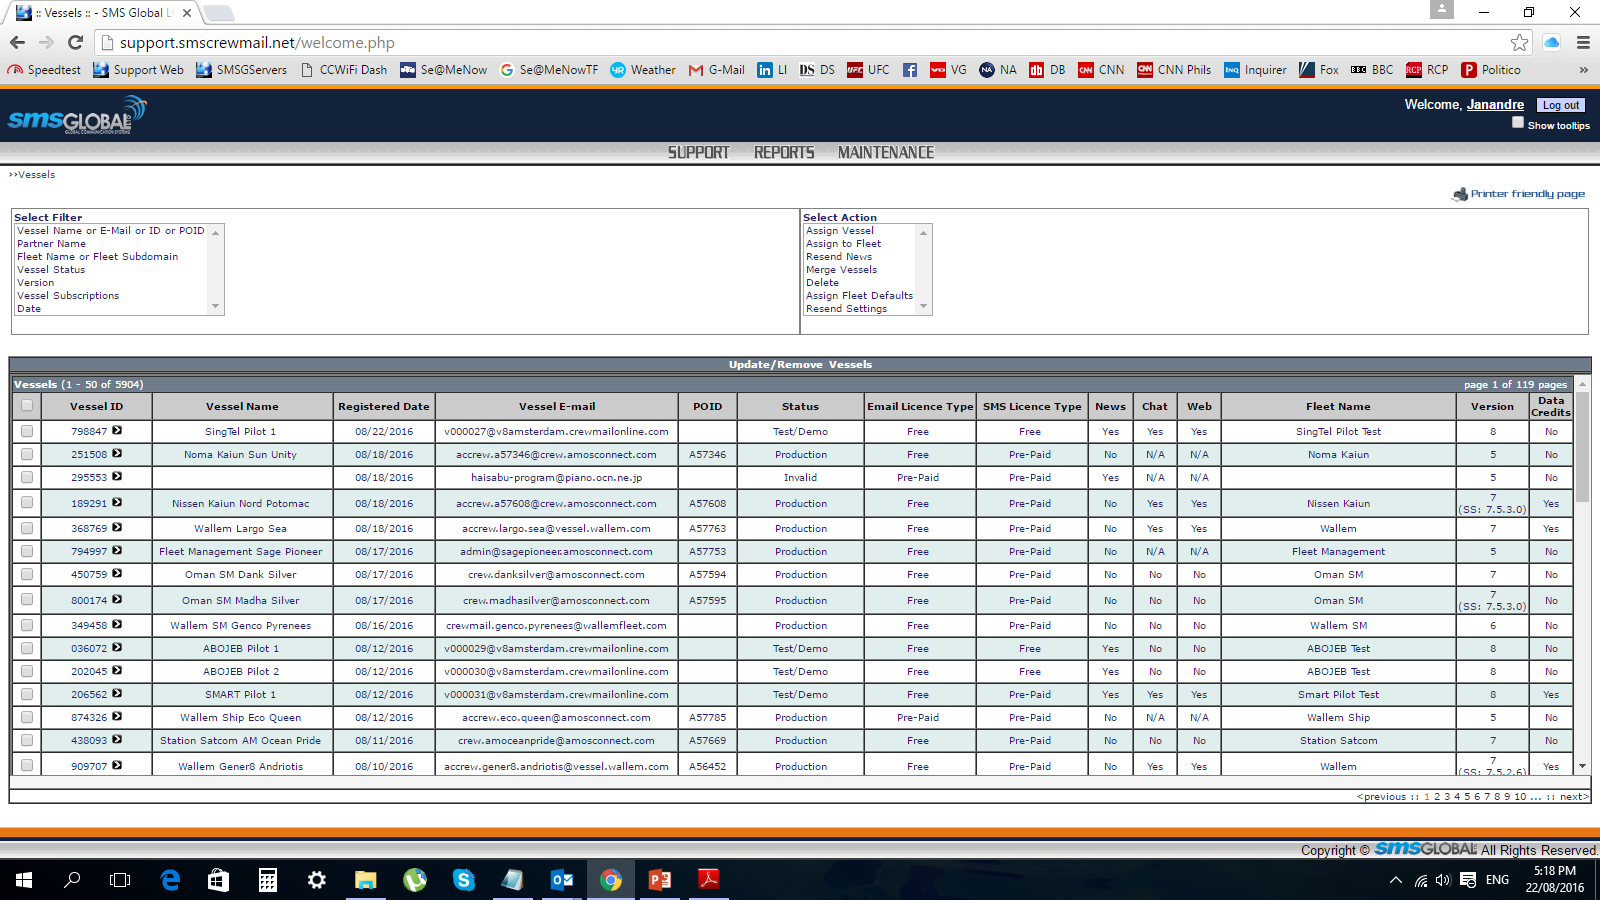 :: Vessels :: - SMS Global L
support.smscrewmail.net/welcome.php
Speedtest Support Web SMSGServers CCWiFi Dash Se@MeNow Se@MeNowTF Weather G-Mail LI DS UFC VG NA DB CNN CNN Phils Inquirer Fox BBC RCP Politico »
smsGLOBAL LTD
GLOBAL COMMUNICATION SYSTEMS
Welcome, Janandre Log out
Show tooltips
SUPPORT REPORTS MAINTENANCE
>>Vessels
Printer friendly page
Select Filter
Vessel Name or E-Mail or ID or POID
Partner Name
Fleet Name or Fleet Subdomain
Vessel Status
Version
Vessel Subscriptions
Date
Select Action
Assign Vessel
Assign to Fleet
Resend News
Merge Vessels
Delete
Assign Fleet Defaults
Resend Settings
Update/Remove Vessels
Vessels (1 - 50 of 5904) page 1 of 119 pages
Vessel ID Vessel Name Registered Date Vessel E-mail POID Status Email Licence Type SMS Licence Type News Chat Web Fleet Name Version Data Credits
798847 SingTel Pilot 1 08/22/2016 v000027@v8amsterdam.crewmailonline.com Test/Demo Free Free Yes Yes Yes SingTel Pilot Test 8 No
251508 Noma Kaiun Sun Unity 08/18/2016 accrew.a57346@crew.amosconnect.com A57346 Production Free Pre-Paid No N/A N/A Noma Kaiun 5 No
295553 08/18/2016 haisabu-program@piano.ocn.ne.jp Invalid Pre-Paid Pre-Paid Yes N/A N/A 5 No
189291 Nissen Kaiun Nord Potomac 08/18/2016 accrew.a57608@crew.amosconnect.com A57608 Production Free Pre-Paid No Yes Yes Nissen Kaiun 7 (SS: 7.5.3.0) Yes
368769 Wallem Largo Sea 08/18/2016 accrew.largo.sea@vessel.wallem.com A57763 Production Free Pre-Paid No Yes Yes Wallem 7 Yes
794997 Fleet Management Sage Pioneer 08/17/2016 admin@sagepioneer.amosconnect.com A57753 Production Free Pre-Paid No N/A N/A Fleet Management 5 No
450759 Oman SM Dank Silver 08/17/2016 crew.danksilver@amosconnect.com A57594 Production Free Pre-Paid No No No Oman SM 7 No
800174 Oman SM Madha Silver 08/17/2016 crew.madhasilver@amosconnect.com A57595 Production Free Pre-Paid No No No Oman SM 7 (SS: 7.5.3.0) No
349458 Wallem SM Genco Pyrenees 08/16/2016 crewmail.genco.pyrenees@wallemfleet.com Production Free Pre-Paid No No No Wallem SM 6 No
036072 ABOJEB Pilot 1 08/12/2016 v000029@v8amsterdam.crewmailonline.com Test/Demo Free Free Yes No No ABOJEB Test 8 No
202045 ABOJEB Pilot 2 08/12/2016 v000030@v8amsterdam.crewmailonline.com Test/Demo Free Free Yes No No ABOJEB Test 8 No
206562 SMART Pilot 1 08/12/2016 v000031@v8amsterdam.crewmailonline.com Test/Demo Free Pre-Paid Yes Yes Yes Smart Pilot Test 8 Yes
874326 Wallem Ship Eco Queen 08/12/2016 accrew.eco.queen@amosconnect.com A57785 Production Pre-Paid Pre-Paid No N/A N/A Wallem Ship 5 No
438093 Station Satcom AM Ocean Pride 08/11/2016 crew.amoceanpride@amosconnect.com A57669 Production Free Pre-Paid No No No Station Satcom 7 No
909707 Wallem Gener8 Andriotis 08/10/2016 accrew.gener8.andriotis@vessel.wallem.com A56452 Production Free Pre-Paid No Yes Yes Wallem 7 (SS: 7.5.2.6) Yes
<previous :: 1 2 3 4 5 6 7 8 9 10 ... :: next>
Copyright © smsGLOBAL All Rights Reserved.
ENG 5:18 PM
22/08/2016